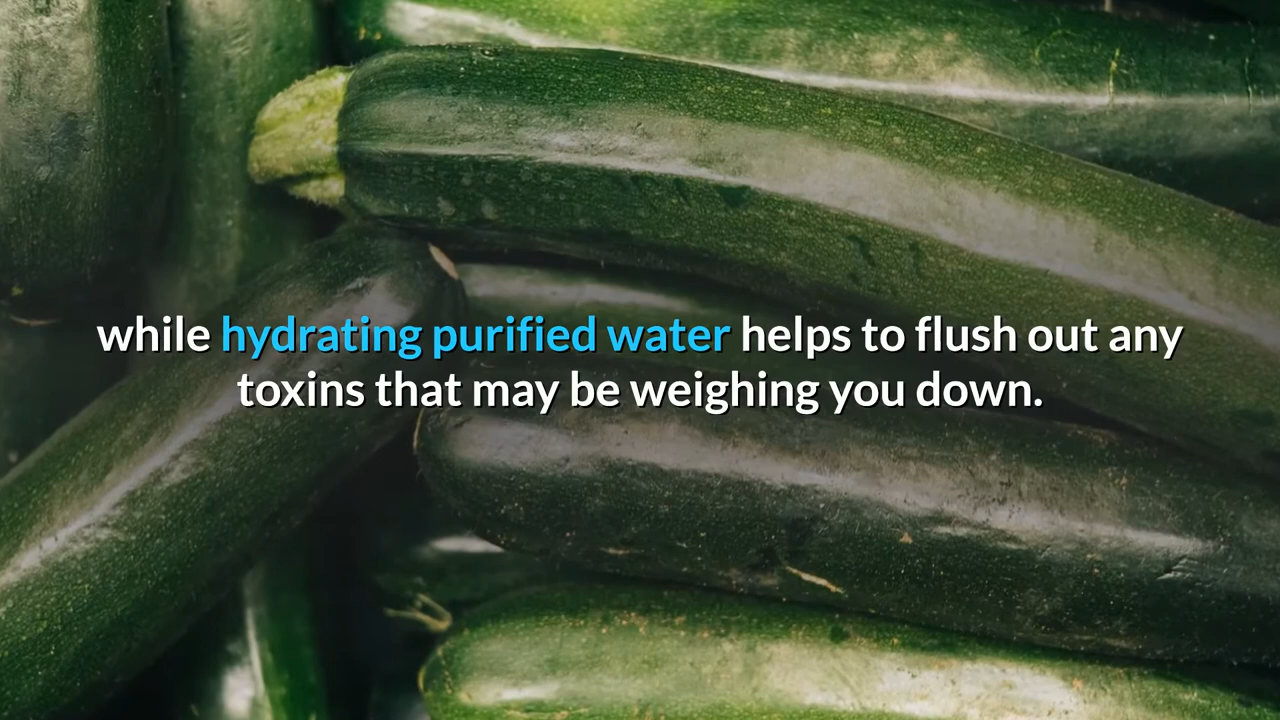 while hydrating purified water helps to flush out any
toxins that may be weighing you down.